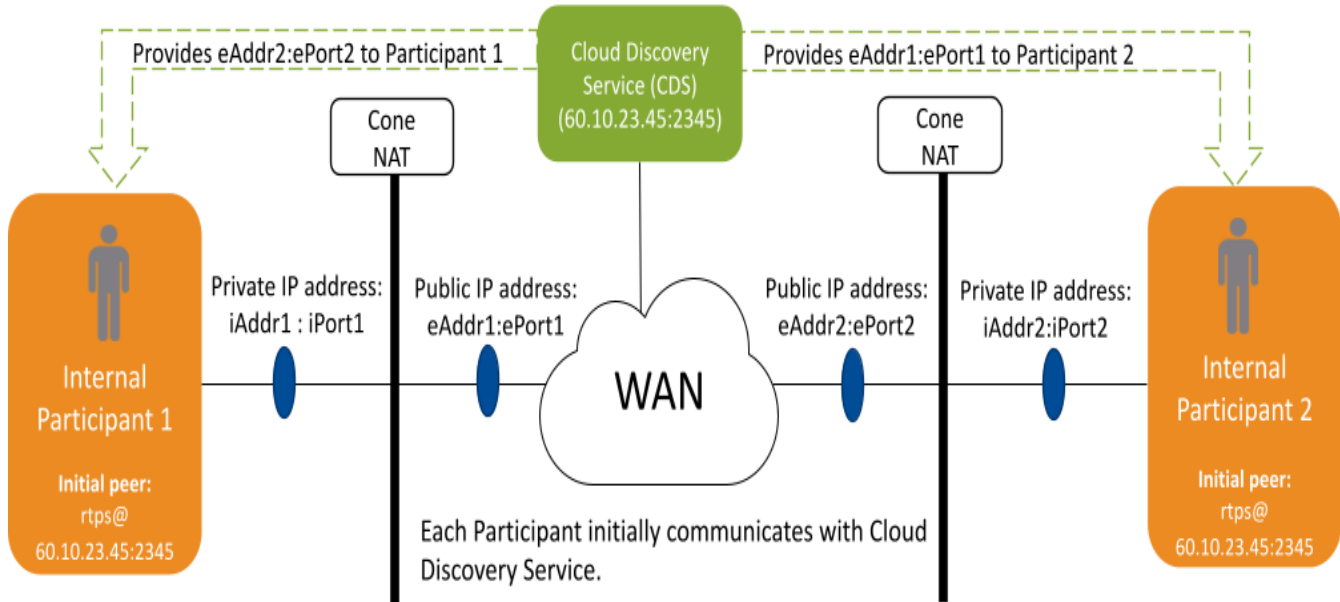 Provides eAddr2:ePort2 to Participant 1
Cloud Discovery
Service (CDS)
(60.10.23.45:2345)
Provides eAddr1:ePort1 to Participant 2
Cone
NAT
Cone
NAT
Private IP address:
iAddr1 : iPort1
Public IP address:
eAddr1:ePort1
Public IP address:
eAddr2:ePort2
Private IP address:
iAddr2:iPort2
Internal
Participant 1
Initial peer:
rtps@
60.10.23.45:2345
WAN
Internal
Participant 2
Initial peer:
rtps@
60.10.23.45:2345
Each Participant initially communicates with Cloud
Discovery Service.